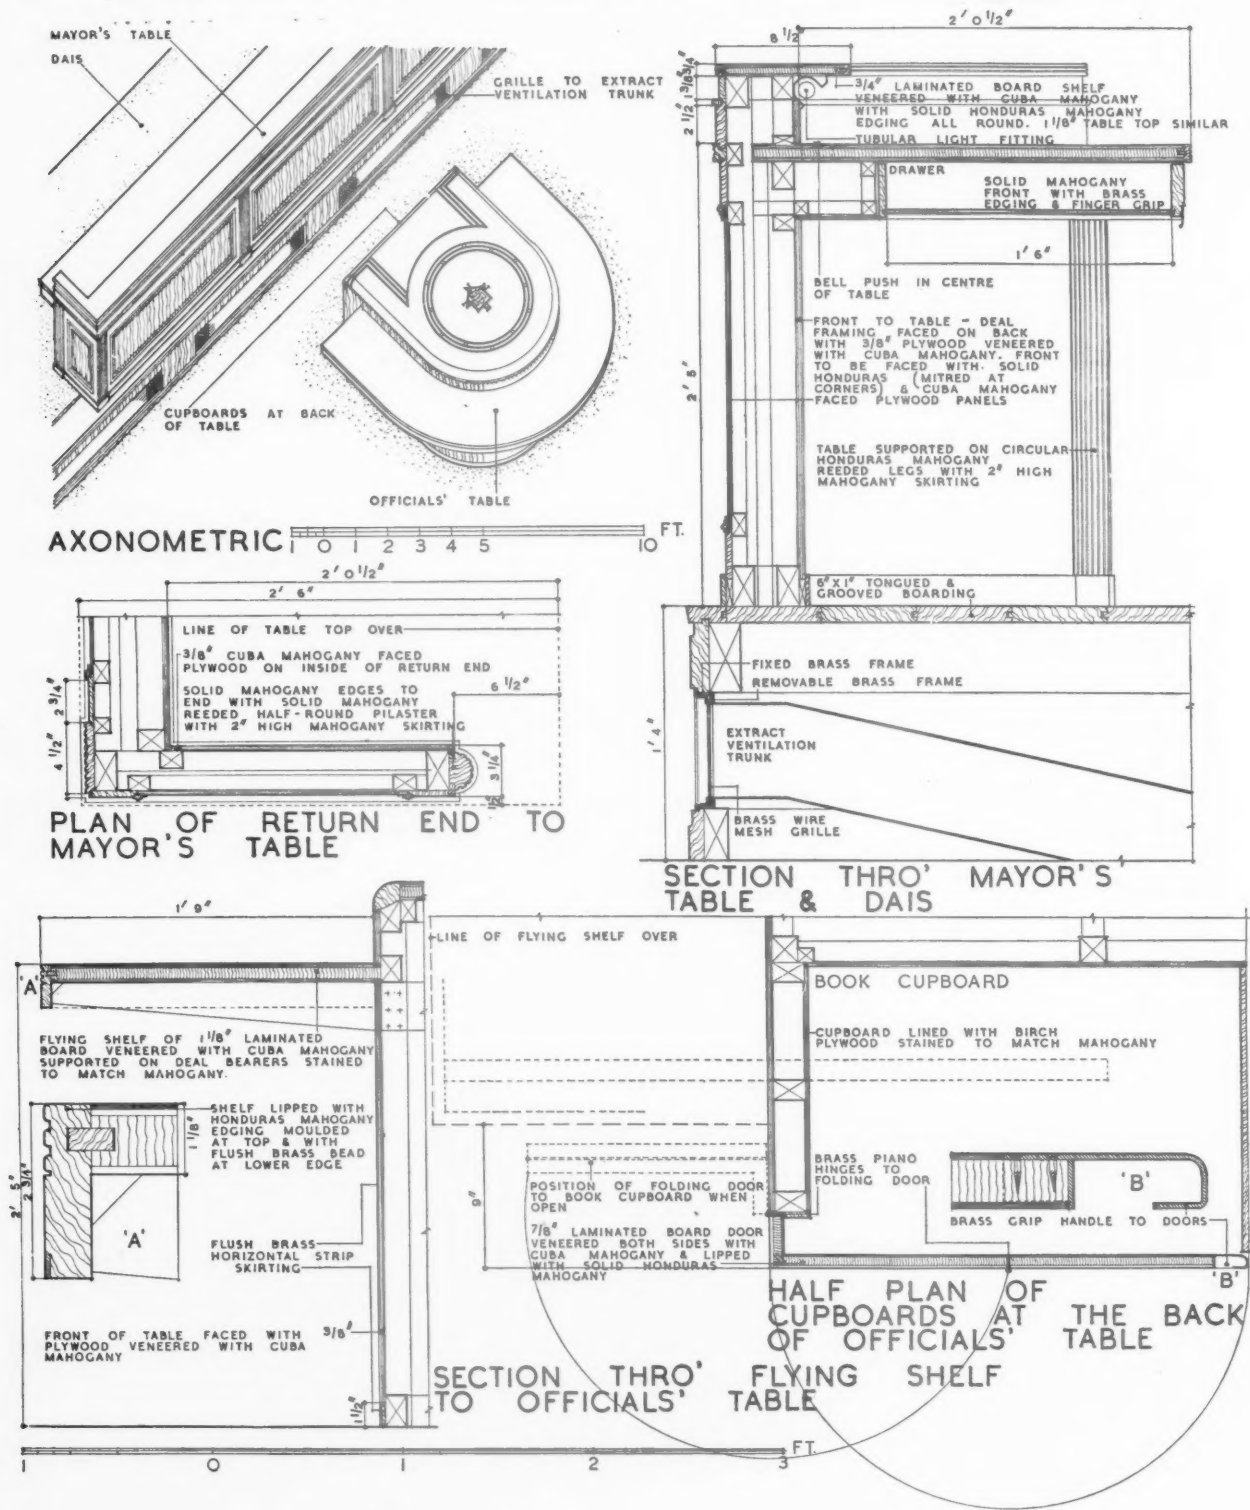 MAYOR'S TABLE
DAIS
GRILLE TO EXTRACT
VENTILATION TRUNK
CUPBOARDS AT BACK
OF TABLE
OFFICIALS' TABLE
AXONOMETRIC
1 0 1 2 3 4 5 10 FT.
2' 0 1/2"
8 1/2
3/4"
1 3/8"
2 1/2"
3/4" LAMINATED BOARD SHELF
VENEERED WITH CUBA MAHOGANY
WITH SOLID HONDURAS MAHOGANY
EDGING ALL ROUND. 1 1/8" TABLE TOP SIMILAR
TUBULAR LIGHT FITTING
DRAWER
SOLID MAHOGANY
FRONT WITH BRASS
EDGING & FINGER GRIP
1' 6"
BELL PUSH IN CENTRE
OF TABLE
FRONT TO TABLE - DEAL
FRAMING FACED ON BACK
WITH 3/8" PLYWOOD VENEERED
WITH CUBA MAHOGANY. FRONT
TO BE FACED WITH SOLID
HONDURAS (MITRED AT
CORNERS) & CUBA MAHOGANY
FACED PLYWOOD PANELS
2' 5"
TABLE SUPPORTED ON CIRCULAR
HONDURAS MAHOGANY
REEDED LEGS WITH 2" HIGH
MAHOGANY SKIRTING
6" X 1" TONGUED &
GROOVED BOARDING
FIXED BRASS FRAME
REMOVABLE BRASS FRAME
1' 4"
EXTRACT
VENTILATION
TRUNK
BRASS WIRE
MESH GRILLE
SECTION THRO' MAYOR'S
TABLE & DAIS
2' 0 1/2"
2' 6"
LINE OF TABLE TOP OVER
3/8" CUBA MAHOGANY FACED
PLYWOOD ON INSIDE OF RETURN END
SOLID MAHOGANY EDGES TO
END WITH SOLID MAHOGANY
REEDED HALF-ROUND PILASTER
WITH 2" HIGH MAHOGANY SKIRTING
6 1/2"
2 3/4"
4 1/2"
3 1/4"
1/2"
PLAN OF RETURN END TO
MAYOR'S TABLE
1' 9"
'A'
FLYING SHELF OF 1 1/8" LAMINATED
BOARD VENEERED WITH CUBA MAHOGANY
SUPPORTED ON DEAL BEARERS STAINED
TO MATCH MAHOGANY.
SHELF LIPPED WITH
HONDURAS MAHOGANY
EDGING MOULDED
AT TOP & WITH
FLUSH BRASS BEAD
AT LOWER EDGE
1 1/8"
2' 5"
2 3/4"
'A'
FLUSH BRASS
HORIZONTAL STRIP
SKIRTING
FRONT OF TABLE FACED WITH
PLYWOOD VENEERED WITH CUBA
MAHOGANY
3/8"
1 1/2"
LINE OF FLYING SHELF OVER
9"
POSITION OF FOLDING DOOR
TO BOOK CUPBOARD WHEN
OPEN
7/8" LAMINATED BOARD DOOR
VENEERED BOTH SIDES WITH
CUBA MAHOGANY & LIPPED
WITH SOLID HONDURAS
MAHOGANY
BOOK CUPBOARD
CUPBOARD LINED WITH BIRCH
PLYWOOD STAINED TO MATCH MAHOGANY
BRASS PIANO
HINGES TO
FOLDING DOOR
'B'
BRASS GRIP HANDLE TO DOORS
'B'
HALF PLAN OF
CUPBOARDS AT THE BACK
OF OFFICIALS' TABLE
SECTION THRO' FLYING SHELF
TO OFFICIALS' TABLE
1 0 1 2 3 FT.